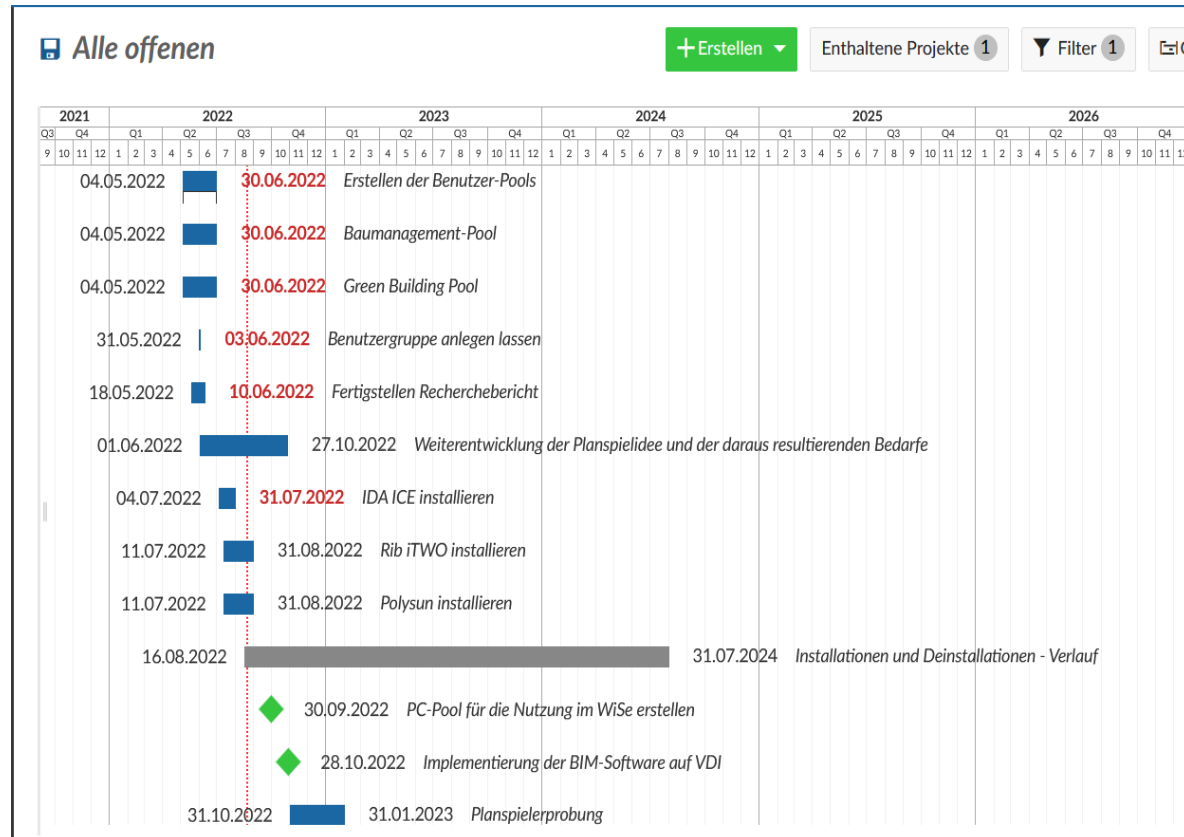 Alle offenen
+ Erstellen Enthaltene Projekte 1 Filter 1
2021 2022 2023 2024 2025 2026
Q3 Q4 Q1 Q2 Q3 Q4 Q1 Q2 Q3 Q4 Q1 Q2 Q3 Q4 Q1 Q2 Q3 Q4 Q1 Q2 Q3 Q4
9 10 11 12 1 2 3 4 5 6 7 8 9 10 11 12 1 2 3 4 5 6 7 8 9 10 11 12 1 2 3 4 5 6 7 8 9 10 11 12 1 2 3 4 5 6 7 8 9 10 11 12 1 2 3 4 5 6 7 8 9 10 11
04.05.2022 30.06.2022 Erstellen der Benutzer-Pools
04.05.2022 30.06.2022 Baumanagement-Pool
04.05.2022 30.06.2022 Green Building Pool
31.05.2022 03.06.2022 Benutzergruppe anlegen lassen
18.05.2022 10.06.2022 Fertigstellen Recherchebericht
01.06.2022 27.10.2022 Weiterentwicklung der Planspielidee und der daraus resultierenden Bedarfe
04.07.2022 31.07.2022 IDA ICE installieren
11.07.2022 31.08.2022 Rib iTWO installieren
11.07.2022 31.08.2022 Polysun installieren
16.08.2022 31.07.2024 Installationen und Deinstallationen - Verlauf
30.09.2022 PC-Pool für die Nutzung im WiSe erstellen
28.10.2022 Implementierung der BIM-Software auf VDI
31.10.2022 31.01.2023 Planspielerprobung